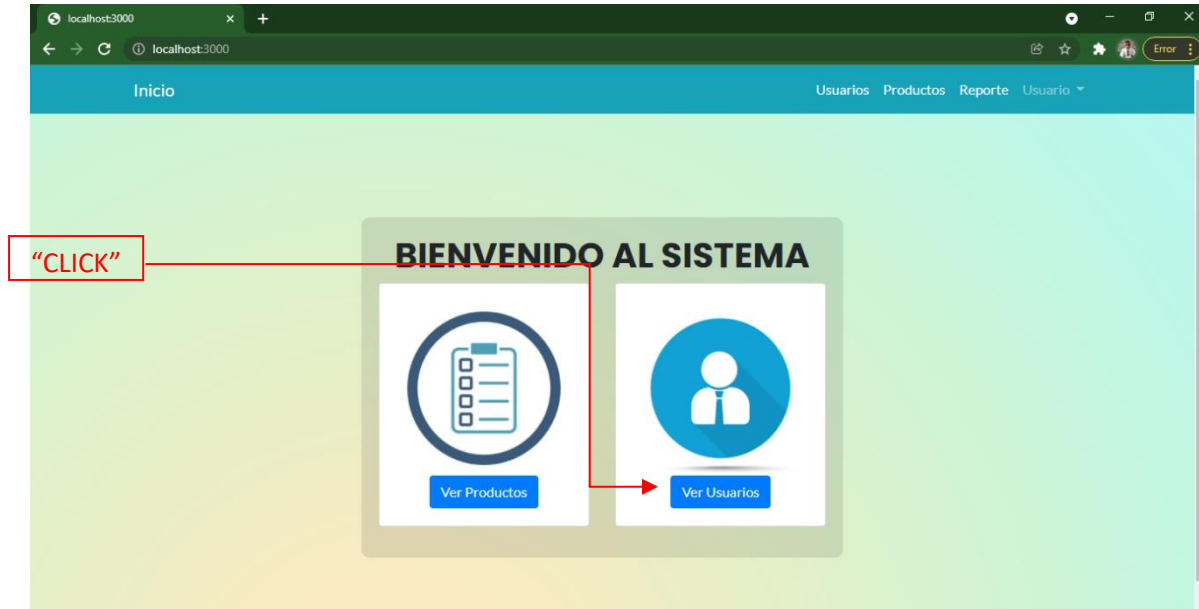 localhost:3000
localhost:3000
Error
Inicio
Usuarios Productos Reporte Usuario
“CLICK”
BIENVENIDO AL SISTEMA
Ver Productos
Ver Usuarios